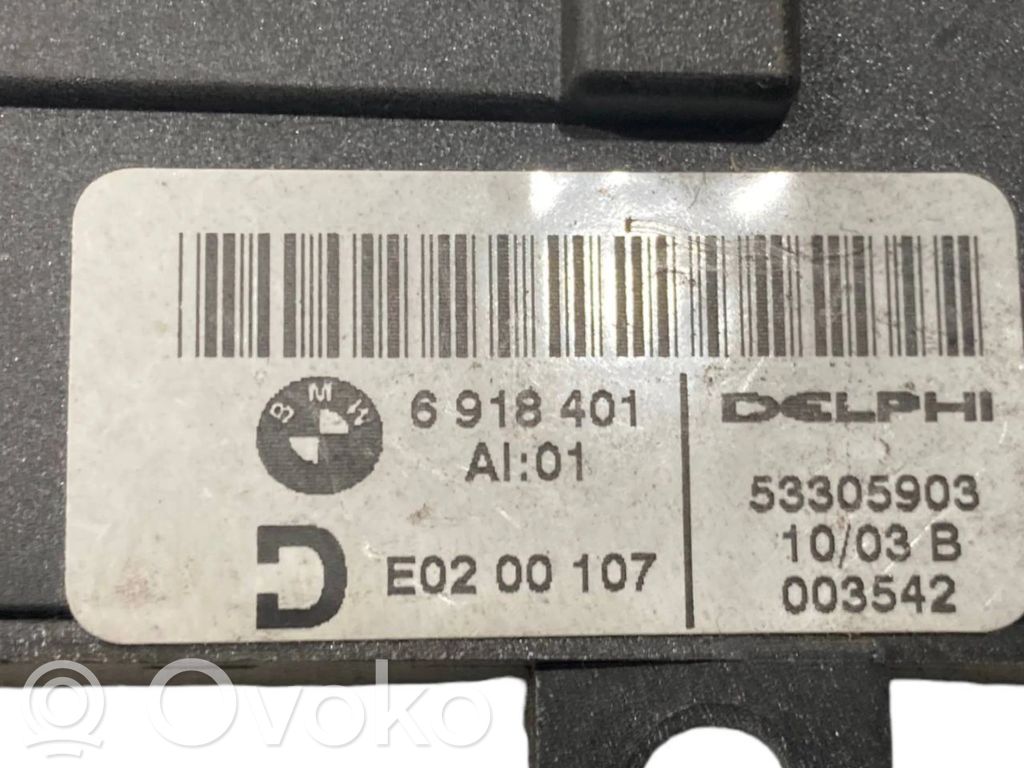 BMW
6 918 401
AI:01
D
E02 00 107
DELPHI
53305903
10/03 B
003542
Ovoko